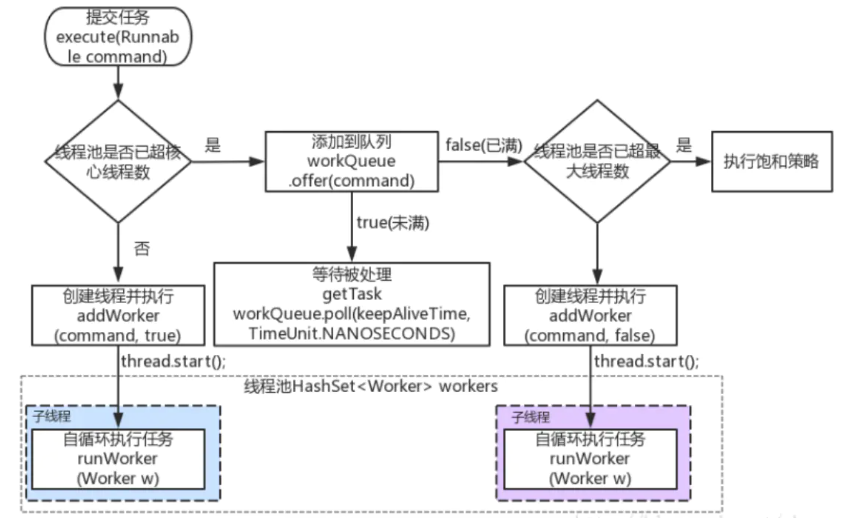 提交任务
execute(Runnab
le command)
线程池是否已超核
心线程数
是
添加到队列
workQueue
.offer(command)
false(已满)
线程池是否已超最
大线程数
是
执行饱和策略
否
true(未满)
创建线程并执行
addWorker
(command, true)
等待被处理
getTask
workQueue.poll(keepAliveTime,
TimeUnit.NANOSECONDS)
创建线程并执行
addWorker
(command, false)
thread.start();
thread.start();
线程池HashSet<Worker> workers
子线程
自循环执行任务
runWorker
(Worker w)
子线程
自循环执行任务
runWorker
(Worker w)